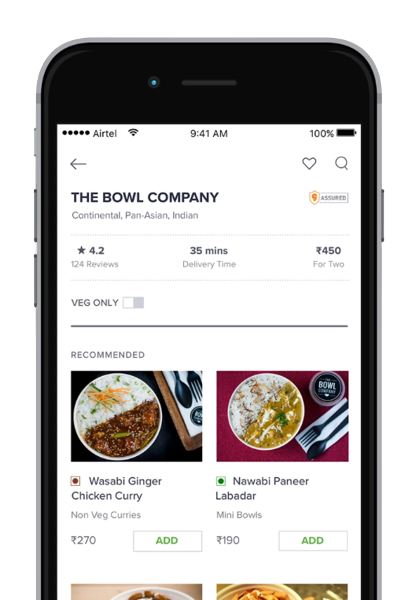 Airtel 9:41 AM 100%
THE BOWL COMPANY
ASSURED
Continental, Pan-Asian, Indian
★ 4.2 35 mins ₹450
124 Reviews Delivery Time For Two
VEG ONLY
RECOMMENDED
THE BOWL COMPANY
Wasabi Ginger
Chicken Curry
Nawabi Paneer
Labadar
Non Veg Curries Mini Bowls
₹270 ADD ₹190 ADD